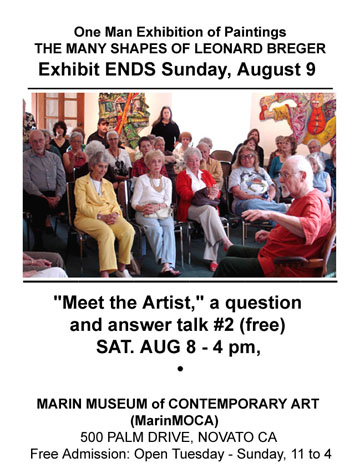 One Man Exhibition of Paintings
THE MANY SHAPES OF LEONARD BREGER
Exhibit ENDS Sunday, August 9
"Meet the Artist," a question
and answer talk #2 (free)
SAT. AUG 8 - 4 pm,
•
MARIN MUSEUM of CONTEMPORARY ART
(MarinMOCA)
500 PALM DRIVE, NOVATO CA
Free Admission: Open Tuesday - Sunday, 11 to 4